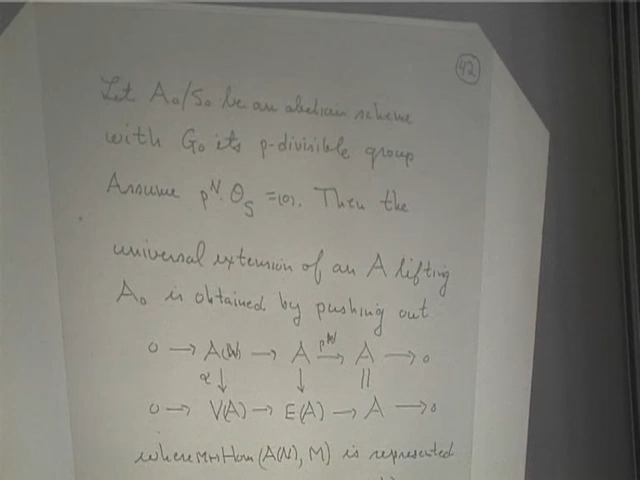 42
Let A₀/S₀ be an abelian scheme
with G₀ its p-divisible group
Assume p^N·O_S = (0). Then the
universal extension of an A lifting
A₀ is obtained by pushing out
0 → A(N) → A →^{p^N} A → 0
α ↓ ↓ ||
0 → V(A) → E(A) → A → 0
where M↦Hom(A(N), M) is represented